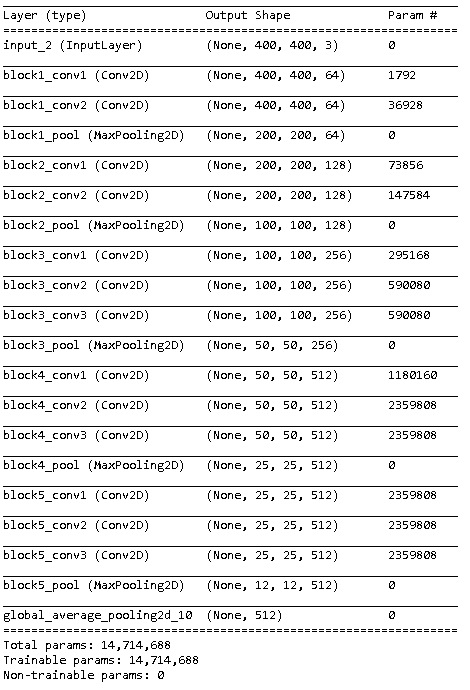 Layer (type) Output Shape Param #
input_2 (InputLayer) (None, 400, 400, 3) 0
block1_conv1 (Conv2D) (None, 400, 400, 64) 1792
block1_conv2 (Conv2D) (None, 400, 400, 64) 36928
block1_pool (MaxPooling2D) (None, 200, 200, 64) 0
block2_conv1 (Conv2D) (None, 200, 200, 128) 73856
block2_conv2 (Conv2D) (None, 200, 200, 128) 147584
block2_pool (MaxPooling2D) (None, 100, 100, 128) 0
block3_conv1 (Conv2D) (None, 100, 100, 256) 295168
block3_conv2 (Conv2D) (None, 100, 100, 256) 590080
block3_conv3 (Conv2D) (None, 100, 100, 256) 590080
block3_pool (MaxPooling2D) (None, 50, 50, 256) 0
block4_conv1 (Conv2D) (None, 50, 50, 512) 1180160
block4_conv2 (Conv2D) (None, 50, 50, 512) 2359808
block4_conv3 (Conv2D) (None, 50, 50, 512) 2359808
block4_pool (MaxPooling2D) (None, 25, 25, 512) 0
block5_conv1 (Conv2D) (None, 25, 25, 512) 2359808
block5_conv2 (Conv2D) (None, 25, 25, 512) 2359808
block5_conv3 (Conv2D) (None, 25, 25, 512) 2359808
block5_pool (MaxPooling2D) (None, 12, 12, 512) 0
global_average_pooling2d_10 (None, 512) 0
Total params: 14,714,688
Trainable params: 14,714,688
Non-trainable params: 0